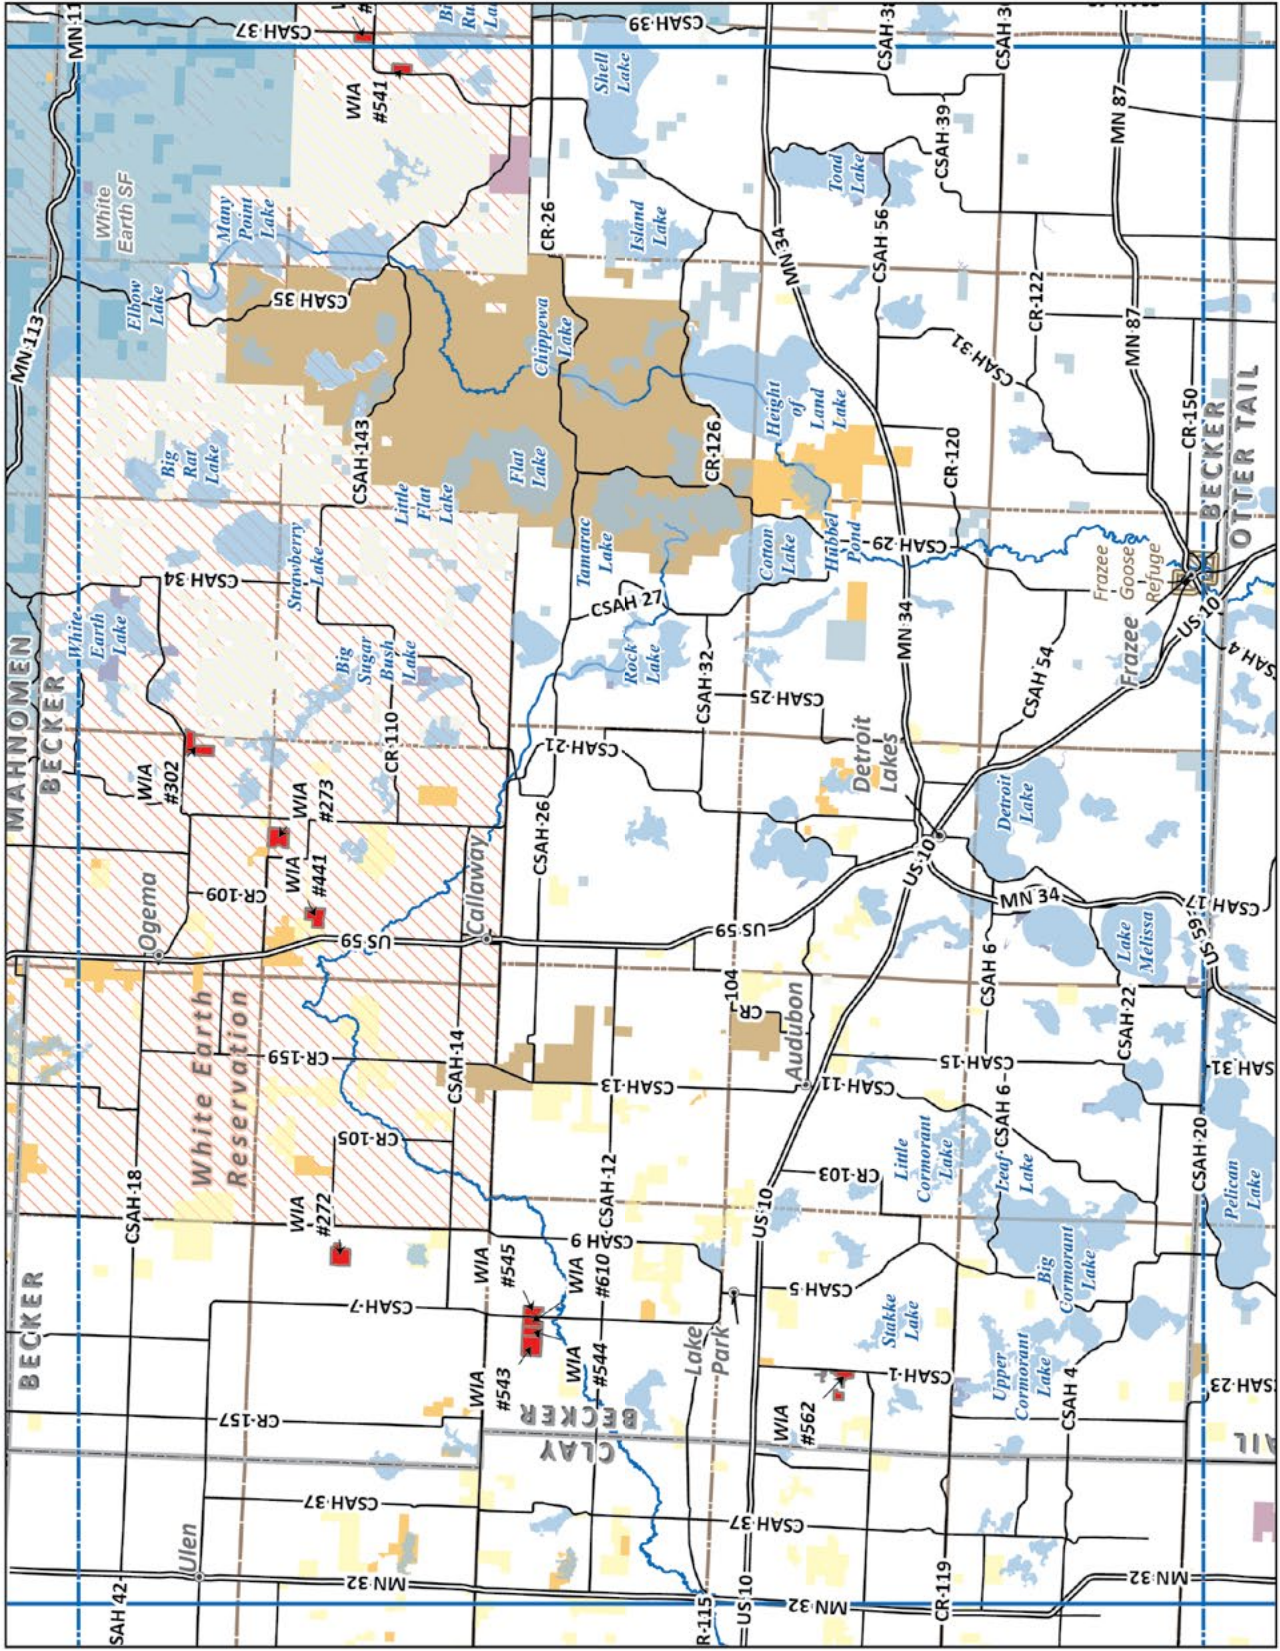 MN-11
CSAH-37
CSAH-39
CSAH-39
WIA
#541
Shell
Lake
MN 87
White
Earth SF
Many
Point
Lake
Toad
Lake
CR-26
Island
Lake
MN-34
CSAH 56
Elbow
Lake
CSAH 35
Chippewa
Lake
CR-122
MN-113
MN-87
CSAH-31
Height
of
Land
Lake
CR-150
BECKER
OTTER TAIL
Big
Rat
Lake
CSAH-143
Little
Flat
Lake
Flat
Lake
CR-126
CR-120
CSAH-34
Strawberry
Lake
Tamarac
Lake
Cotton
Lake
Hubbel
Pond
CSAH-29
Frazee
Goose
Refuge
White
Earth
Lake
CSAH 27
MN 34
US-10
Frazee
MAHNOMEN
BECKER
Big
Sugar
Bush
Lake
Rock
Lake
CSAH-32
CSAH-25
CSAH 54
CSAH 4
CR-110
CSAH-21
Detroit
Lakes
WIA
#302
WIA
#273
CSAH-26
Detroit
Lake
WIA
#441
CR-109
Callaway
US-10
MN 34
CSAH-17
Ogema
US 59
US-59
US-59
CSAH 6
Lake
Melissa
CR-104
White Earth
Reservation
CR-159
CSAH-14
Audubon
CSAH-22
CSAH-15
CSAH-13
CSAH-11
SAH-31
CR-105
CSAH 6
Little
Cormorant
Lake
Leaf
Lake
CSAH-20
CSAH-18
CSAH-12
CR-103
Pelican
Lake
WIA
#272
CSAH 9
US-10
WIA
#545
WIA
#610
CSAH-5
Big
Cormorant
Lake
BECKER
CSAH-7
Lake
Park
Stakke
Lake
WIA
#543
WIA
#544
CSAH-1
Upper
Cormorant
Lake
CSAH 4
CSAH-23
CR-157
BECKER
CLAY
WIA
#562
AIL
CSAH-37
CSAH-37
Ulen
SAH 42
MN 32
R-115
US-10
MN-32
CR-119
MN-32